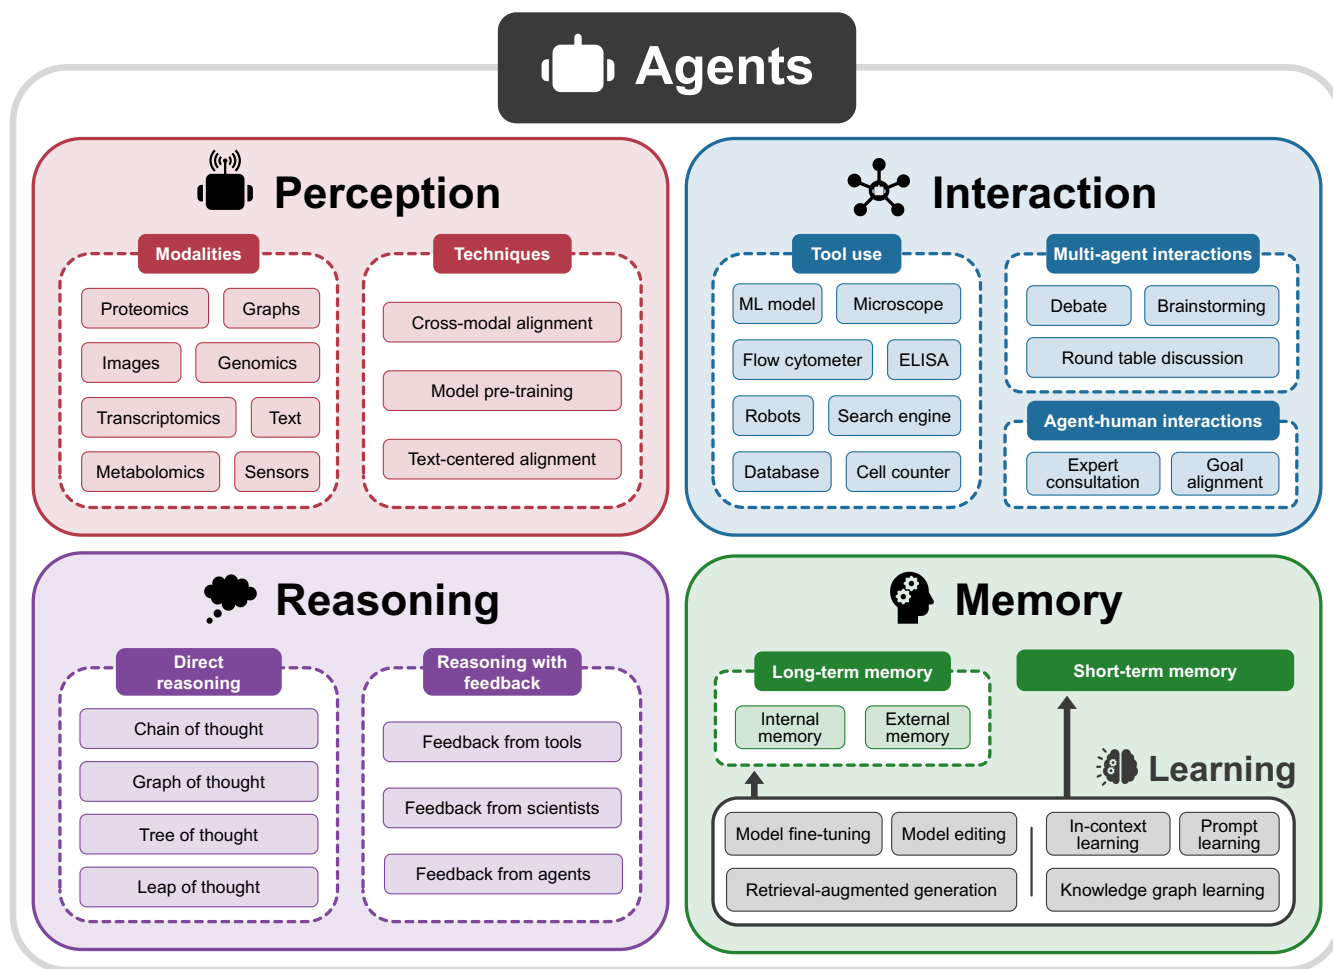 Agents
Perception
Modalities
Proteomics
Graphs
Images
Genomics
Transcriptomics
Text
Metabolomics
Sensors
Techniques
Cross-modal alignment
Model pre-training
Text-centered alignment
Interaction
Tool use
ML model
Microscope
Flow cytometer
ELISA
Robots
Search engine
Database
Cell counter
Multi-agent interactions
Debate
Brainstorming
Round table discussion
Agent-human interactions
Expert
consultation
Goal
alignment
Reasoning
Direct
reasoning
Chain of thought
Graph of thought
Tree of thought
Leap of thought
Reasoning with
feedback
Feedback from tools
Feedback from scientists
Feedback from agents
Memory
Long-term memory
Internal
memory
External
memory
Short-term memory
Learning
Model fine-tuning
Model editing
Retrieval-augmented generation
In-context
learning
Prompt
learning
Knowledge graph learning